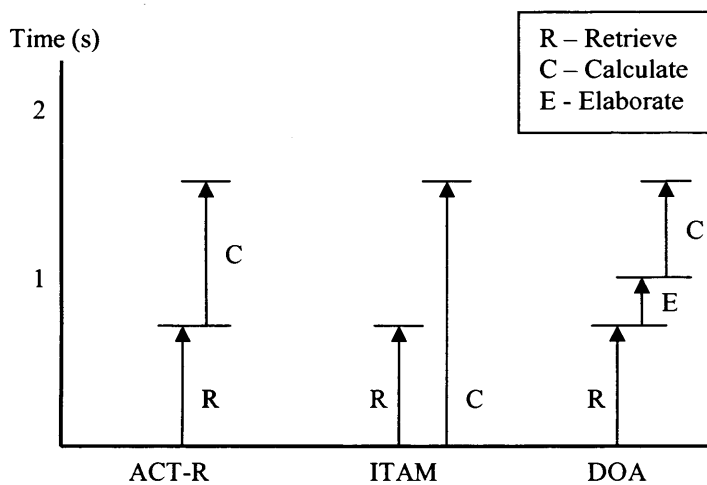 Time (s)
R – Retrieve
C – Calculate
E - Elaborate
2
C
C
1
E
R
R
C
R
ACT-R
ITAM
DOA